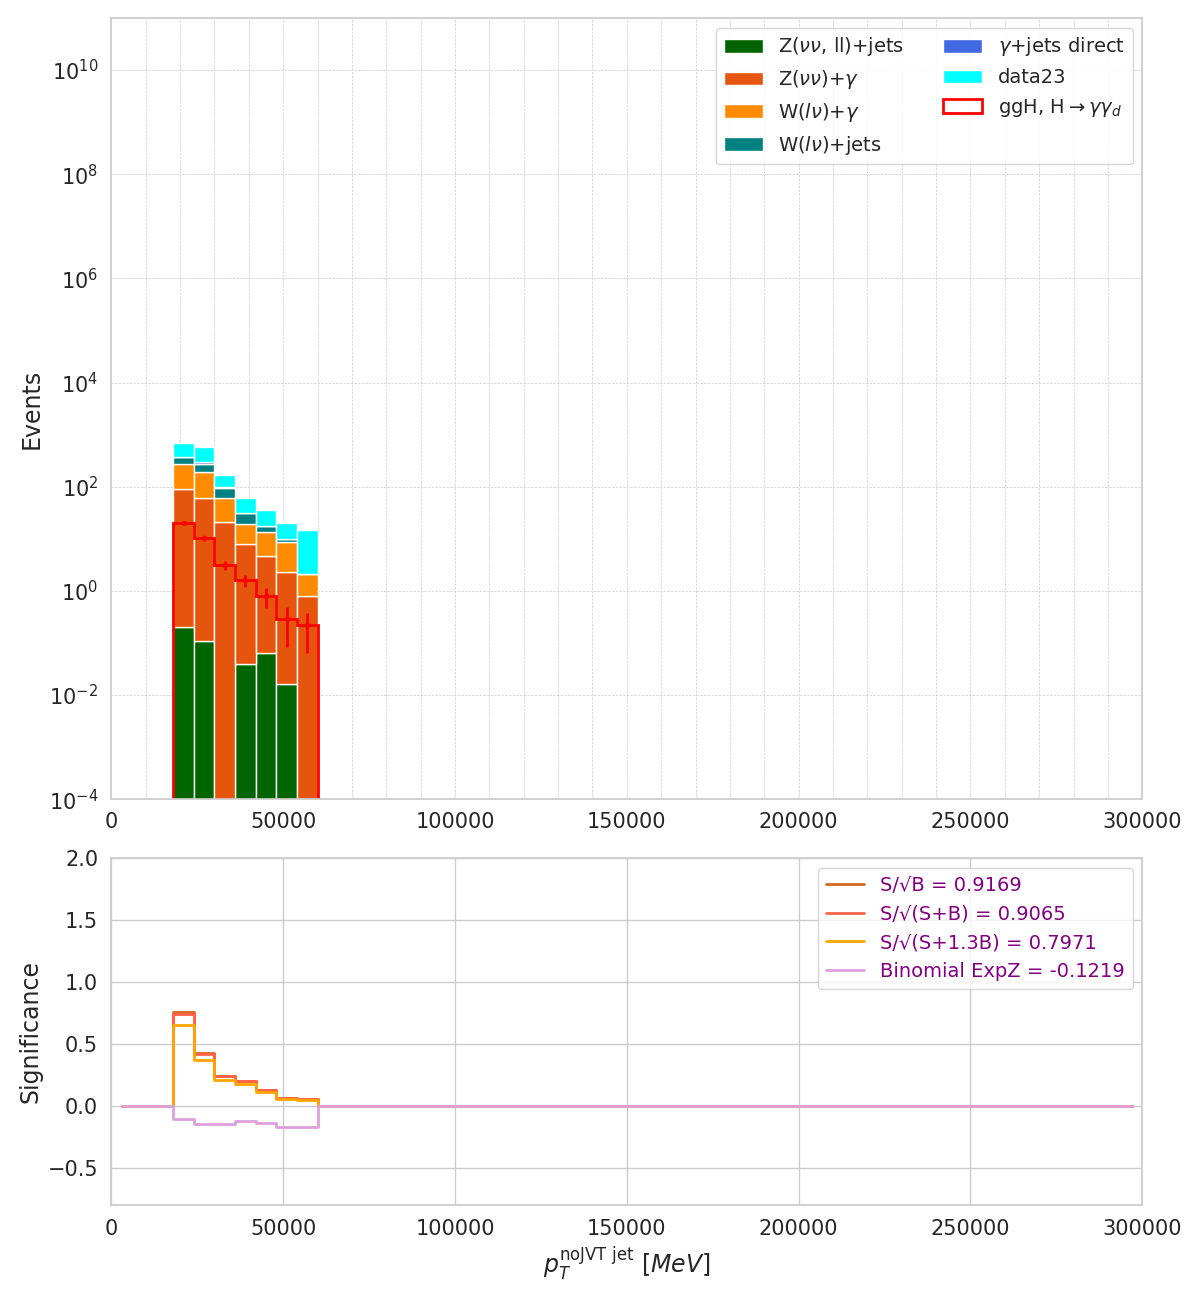 Z(νν, ll)+jets
Z(νν)+γ
W(lν)+γ
W(lν)+jets
γ+jets direct
data23
ggH, H→γγ_d
Events
10^10
10^8
10^6
10^4
10^2
10^0
10^−2
10^−4
0 50000 100000 150000 200000 250000 300000
S/√B = 0.9169
S/√(S+B) = 0.9065
S/√(S+1.3B) = 0.7971
Binomial ExpZ = -0.1219
Significance
2.0
1.5
1.0
0.5
0.0
−0.5
0 50000 100000 150000 200000 250000 300000
p_T^noJVT jet [MeV]